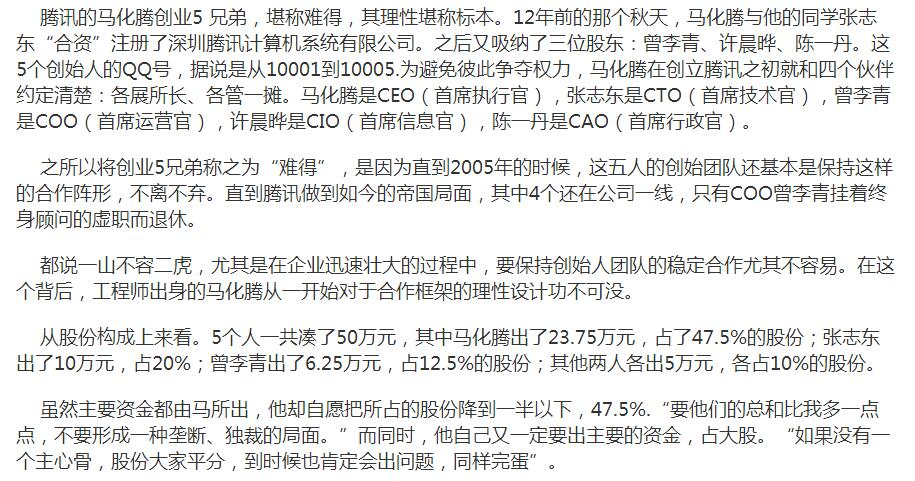 腾讯的马化腾创业5 兄弟，堪称难得，其理性堪称标本。12年前的那个秋天，马化腾与他的同学张志
东“合资”注册了深圳腾讯计算机系统有限公司。之后又吸纳了三位股东：曾李青、许晨晔、陈一丹。这
5个创始人的QQ号，据说是从10001到10005.为避免彼此争夺权力，马化腾在创立腾讯之初就和四个伙伴
约定清楚：各展所长、各管一摊。马化腾是CEO（首席执行官），张志东是CTO（首席技术官），曾李青
是COO（首席运营官），许晨晔是CIO（首席信息官），陈一丹是CAO（首席行政官）。
之所以将创业5兄弟称之为“难得”，是因为直到2005年的时候，这五人的创始团队还基本是保持这样
的合作阵形，不离不弃。直到腾讯做到如今的帝国局面，其中4个还在公司一线，只有COO曾李青挂着终
身顾问的虚职而退休。
都说一山不容二虎，尤其是在企业迅速壮大的过程中，要保持创始人团队的稳定合作尤其不容易。在这
个背后，工程师出身的马化腾从一开始对于合作框架的理性设计功不可没。
从股份构成上来看。5个人一共凑了50万元，其中马化腾出了23.75万元，占了47.5%的股份；张志东
出了10万元，占20%；曾李青出了6.25万元，占12.5%的股份；其他两人各出5万元，各占10%的股份。
虽然主要资金都由马所出，他却自愿把所占的股份降到一半以下，47.5%.“要他们的总和比我多一点
点，不要形成一种垄断、独裁的局面。”而同时，他自己又一定要出主要的资金，占大股。“如果没有一
个主心骨，股份大家平分，到时候也肯定会出问题，同样完蛋”。